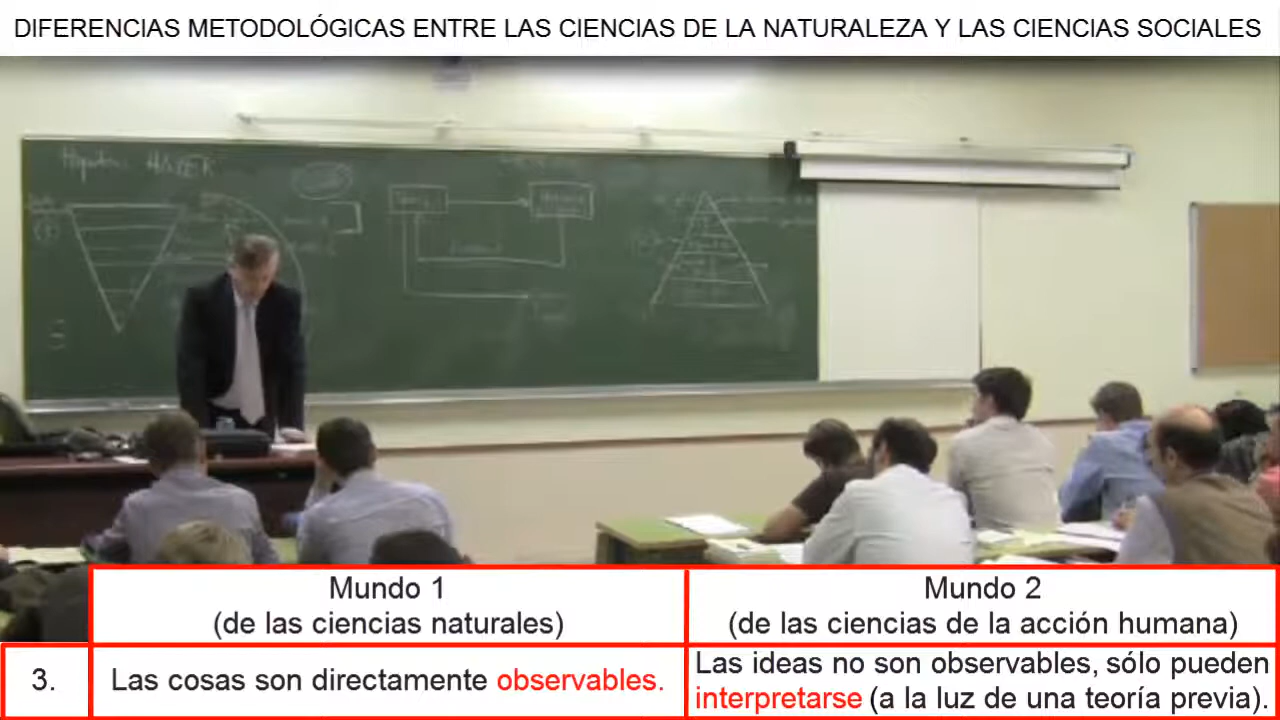 DIFERENCIAS METODOLÓGICAS ENTRE LAS CIENCIAS DE LA NATURALEZA Y LAS CIENCIAS SOCIALES
Mundo 1
(de las ciencias naturales)
Mundo 2
(de las ciencias de la acción humana)
3.
Las cosas son directamente observables.
Las ideas no son observables, sólo pueden
interpretarse (a la luz de una teoría previa).